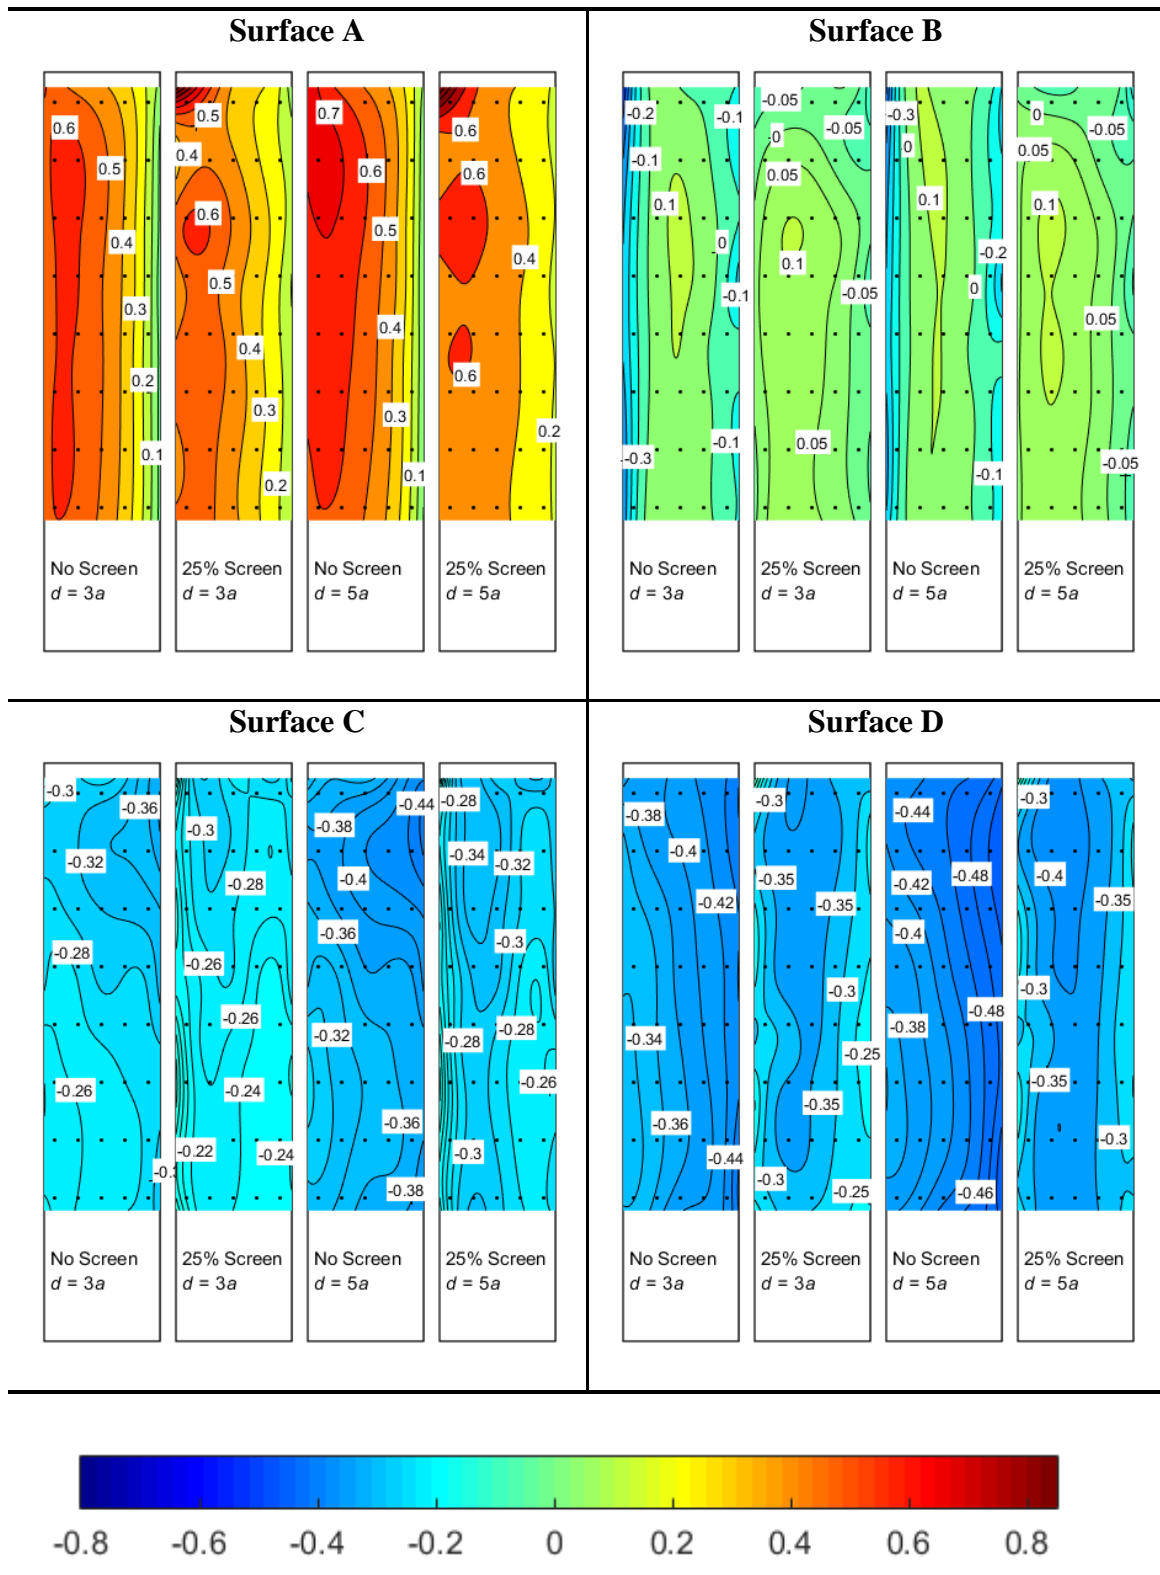 Surface A
0.6
0.5
0.4
0.3
0.2
0.1
No Screen
d = 3a
0.5
0.4
0.6
0.5
0.4
0.3
0.2
25% Screen
d = 3a
0.7
0.6
0.5
0.4
0.3
0.1
No Screen
d = 5a
0.6
0.6
0.4
0.6
0.2
25% Screen
d = 5a
Surface B
-0.2
-0.1
-0.1
0.1
0
-0.1
-0.1
-0.3
No Screen
d = 3a
-0.05
-0.05
0
0.05
0.1
-0.05
0.05
25% Screen
d = 3a
-0.3
0
0.1
-0.2
0
-0.1
No Screen
d = 5a
0
-0.05
0.05
0.1
0.05
-0.05
25% Screen
d = 5a
Surface C
-0.3
-0.36
-0.32
-0.28
-0.26
No Screen
d = 3a
-0.3
-0.28
-0.26
-0.26
-0.24
-0.22
-0.24
25% Screen
d = 3a
-0.44
-0.38
-0.4
-0.36
-0.32
-0.36
-0.38
No Screen
d = 5a
-0.28
-0.34
-0.32
-0.3
-0.28
-0.28
-0.26
-0.3
25% Screen
d = 5a
Surface D
-0.38
-0.4
-0.42
-0.34
-0.36
-0.44
No Screen
d = 3a
-0.3
-0.35
-0.35
-0.3
-0.25
-0.35
-0.3
-0.25
25% Screen
d = 3a
-0.44
-0.48
-0.42
-0.4
-0.48
-0.38
-0.46
No Screen
d = 5a
-0.3
-0.4
-0.35
-0.3
-0.35
-0.3
25% Screen
d = 5a
-0.8 -0.6 -0.4 -0.2 0 0.2 0.4 0.6 0.8